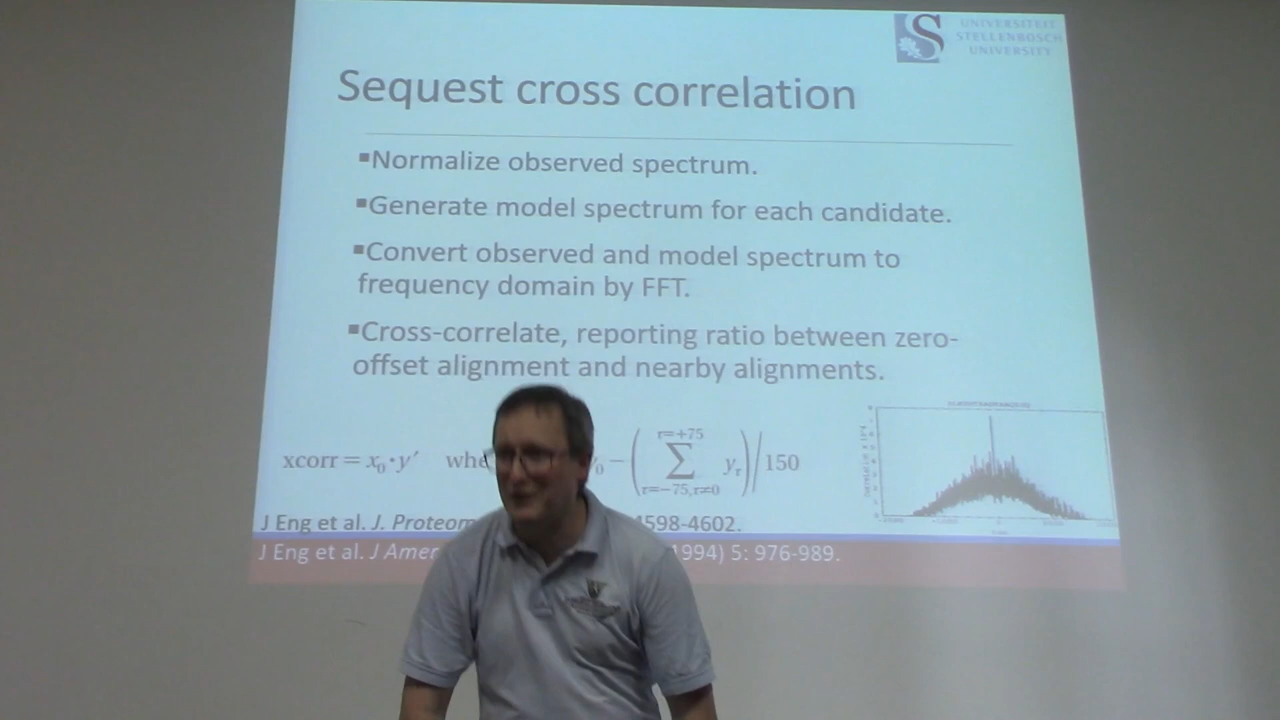 UNIVERSITEIT
STELLENBOSCH
UNIVERSITY
Sequest cross correlation
▪Normalize observed spectrum.
▪Generate model spectrum for each candidate.
▪Convert observed and model spectrum to
frequency domain by FFT.
▪Cross-correlate, reporting ratio between zero-
offset alignment and nearby alignments.
xcorr = x₀·y′ − (∑ r=−75,r≠0 r=+75 yᵣ)/150
J Eng et al. J. 4598-4602.
J Eng et al. J 1994) 5: 976-989.